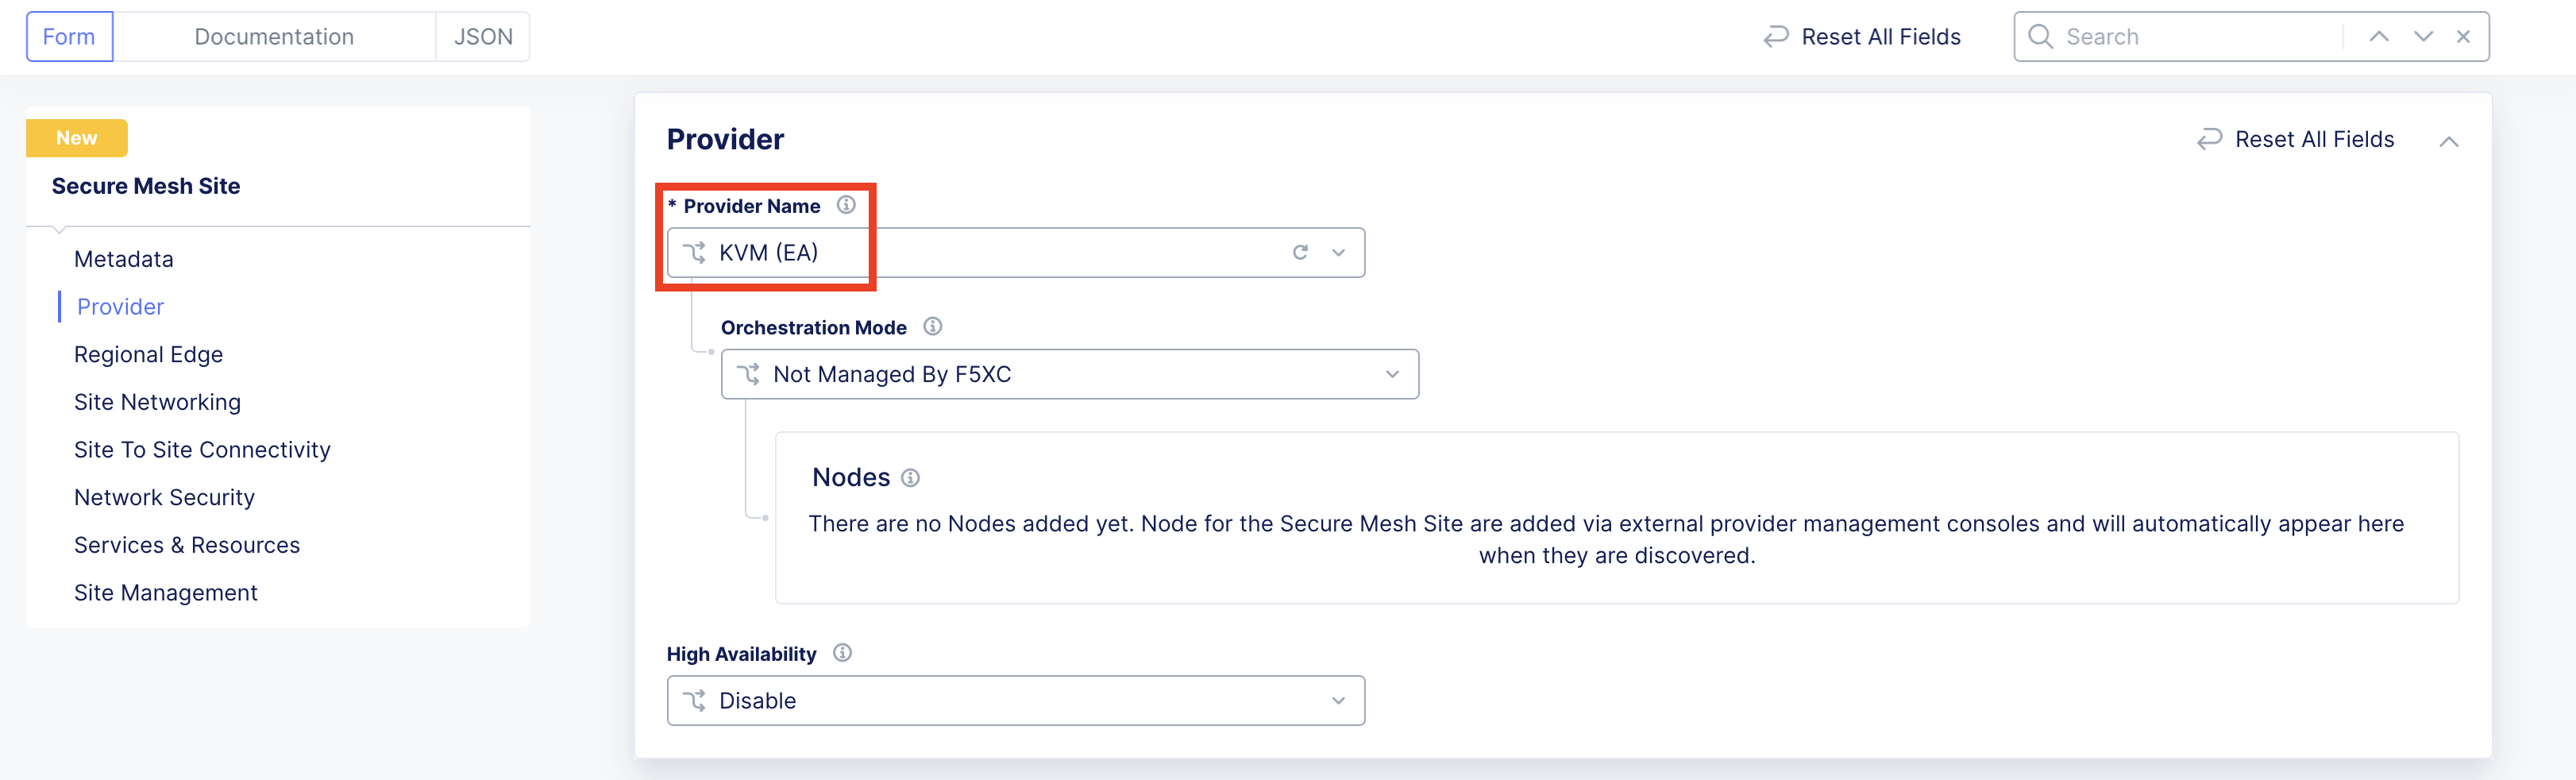 Form
Documentation
JSON
Reset All Fields
Search
New
Secure Mesh Site
Metadata
Provider
Regional Edge
Site Networking
Site To Site Connectivity
Network Security
Services & Resources
Site Management
Provider
Reset All Fields
* Provider Name
KVM (EA)
Orchestration Mode
Not Managed By F5XC
Nodes
There are no Nodes added yet. Node for the Secure Mesh Site are added via external provider management consoles and will automatically appear here
when they are discovered.
High Availability
Disable